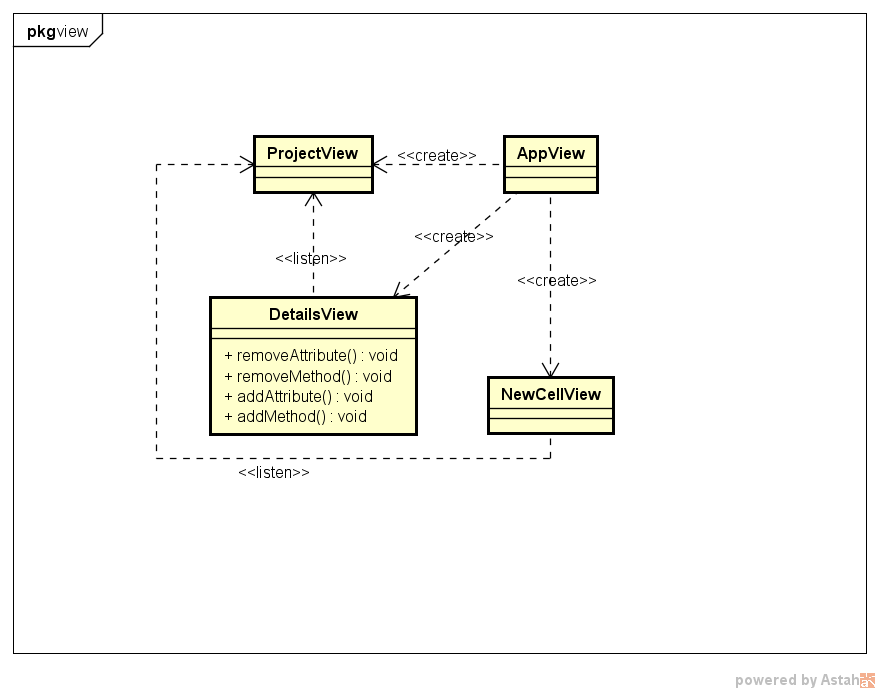 pkgview
ProjectView
<<create>>
AppView
<<create>>
<<listen>>
<<create>>
DetailsView
+ removeAttribute() : void
+ removeMethod() : void
+ addAttribute() : void
+ addMethod() : void
NewCellView
<<listen>>
powered by Astah